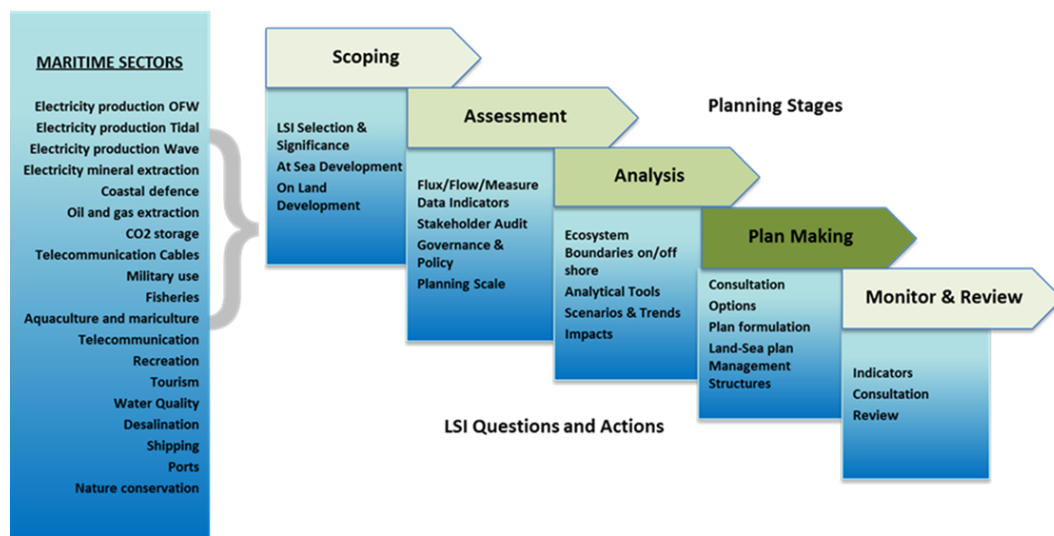 MARITIME SECTORS
Electricity production OFW
Electricity production Tidal
Electricity production Wave
Electricity mineral extraction
Coastal defence
Oil and gas extraction
CO2 storage
Telecommunication Cables
Military use
Fisheries
Aquaculture and mariculture
Telecommunication
Recreation
Tourism
Water Quality
Desalination
Shipping
Ports
Nature conservation
Scoping
LSI Selection &
Significance
At Sea Development
On Land
Development
Assessment
Flux/Flow/Measure
Data Indicators
Stakeholder Audit
Governance &
Policy
Planning Scale
Analysis
Ecosystem
Boundaries on/off
shore
Analytical Tools
Scenarios & Trends
Impacts
Plan Making
Consultation
Options
Plan formulation
Land-Sea plan
Management
Structures
Monitor & Review
Indicators
Consultation
Review
Planning Stages
LSI Questions and Actions